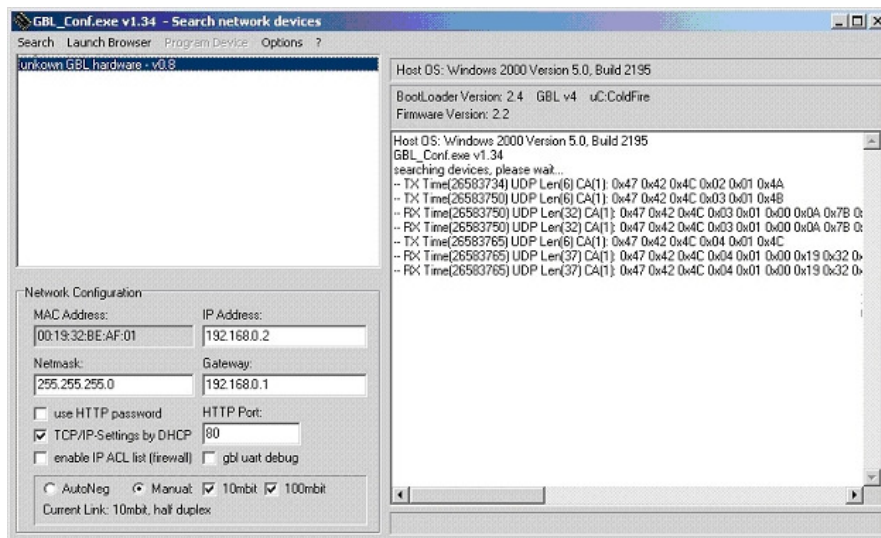 GBL_Conf.exe v1.34 - Search network devices
Search Launch Browser Program Device Options ?
unkown GBL hardware - v0.8
Host OS: Windows 2000 Version 5.0, Build 2195
BootLoader Version: 2.4 GBL v4 uC:ColdFire
Firmware Version: 2.2
Host OS: Windows 2000 Version 5.0, Build 2195
GBL_Conf.exe v1.34
searching devices, please wait...
-- TX Time(26583734) UDP Len(6) CA(1): 0x47 0x42 0x4C 0x02 0x01 0x4A
-- TX Time(26583750) UDP Len(6) CA(1): 0x47 0x42 0x4C 0x03 0x01 0x4B
-- RX Time(26583750) UDP Len(32) CA(1): 0x47 0x42 0x4C 0x03 0x01 0x00 0x0A 0x7B
-- RX Time(26583750) UDP Len(32) CA(1): 0x47 0x42 0x4C 0x03 0x01 0x00 0x0A 0x7B
-- TX Time(26583765) UDP Len(6) CA(1): 0x47 0x42 0x4C 0x04 0x01 0x4C
-- RX Time(26583765) UDP Len(37) CA(1): 0x47 0x42 0x4C 0x04 0x01 0x00 0x19 0x32
-- RX Time(26583765) UDP Len(37) CA(1): 0x47 0x42 0x4C 0x04 0x01 0x00 0x19 0x32
Network Configuration
MAC Address: IP Address:
00:19:32:BE:AF:01 192.168.0.2
Netmask: Gateway:
255.255.255.0 192.168.0.1
use HTTP password HTTP Port:
TCP/IP-Settings by DHCP 80
enable IP ACL list (firewall) gbl uart debug
AutoNeg Manual: 10mbit 100mbit
Current Link: 10mbit, half duplex